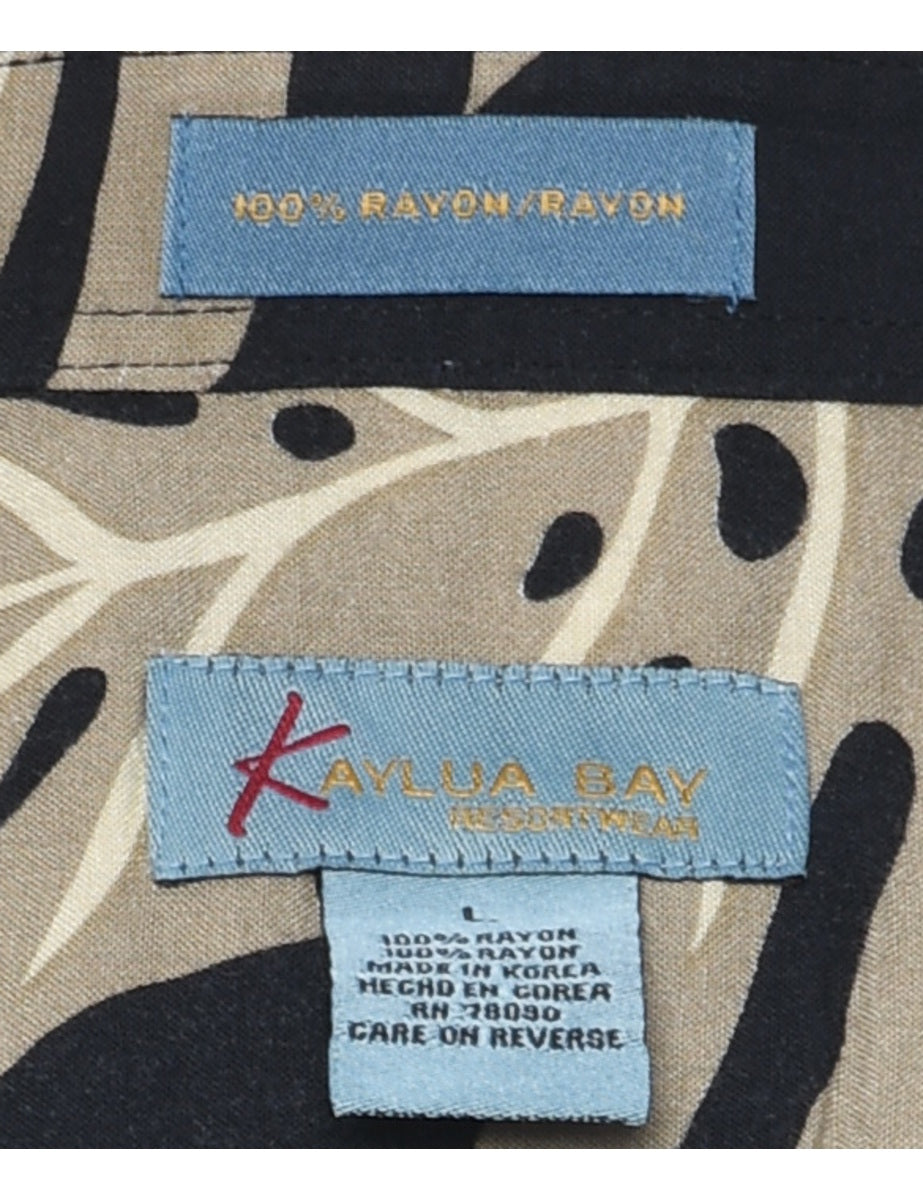 100% RAYON/RAYON
KAYLUA BAY
RESORTWEAR
L
100% RAYON
100% RAYON
MADE IN KOREA
HECHO EN COREA
RN 78090
CARE ON REVERSE